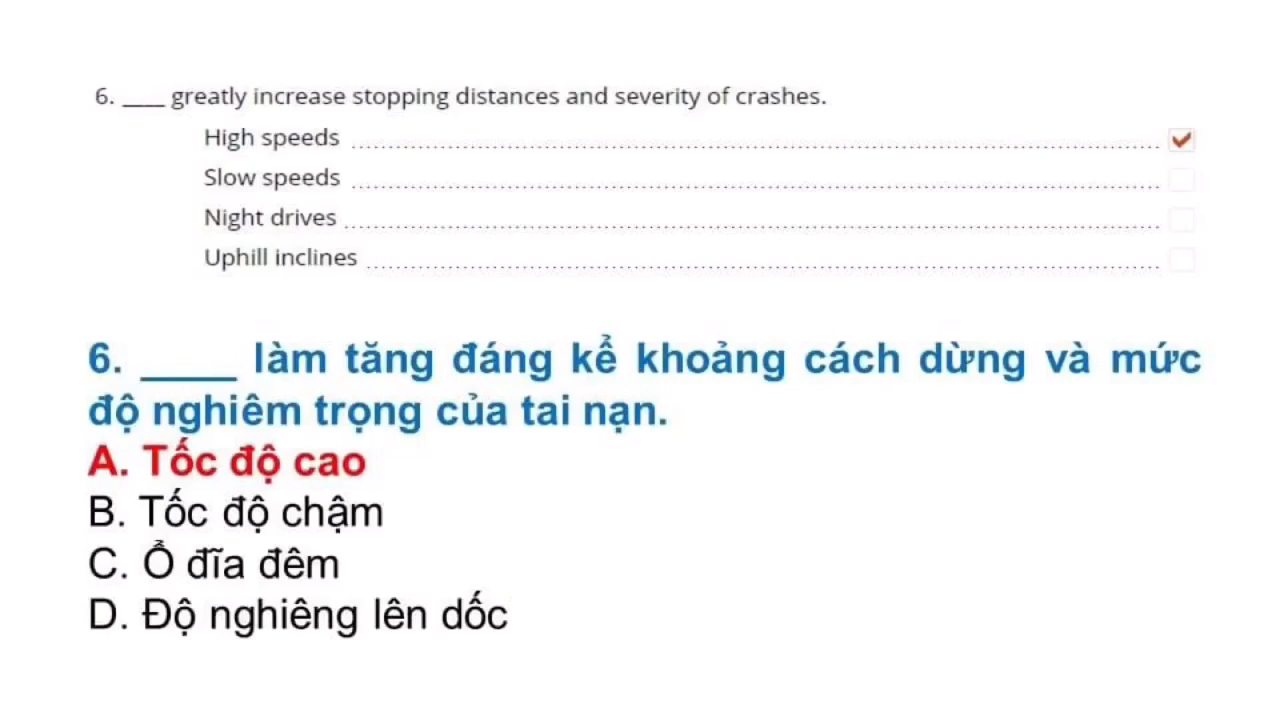 6. ____ greatly increase stopping distances and severity of crashes.
High speeds
Slow speeds
Night drives
Uphill inclines
6. ____ làm tăng đáng kể khoảng cách dừng và mức
độ nghiêm trọng của tai nạn.
A. Tốc độ cao
B. Tốc độ chậm
C. Ổ đĩa đêm
D. Độ nghiêng lên dốc